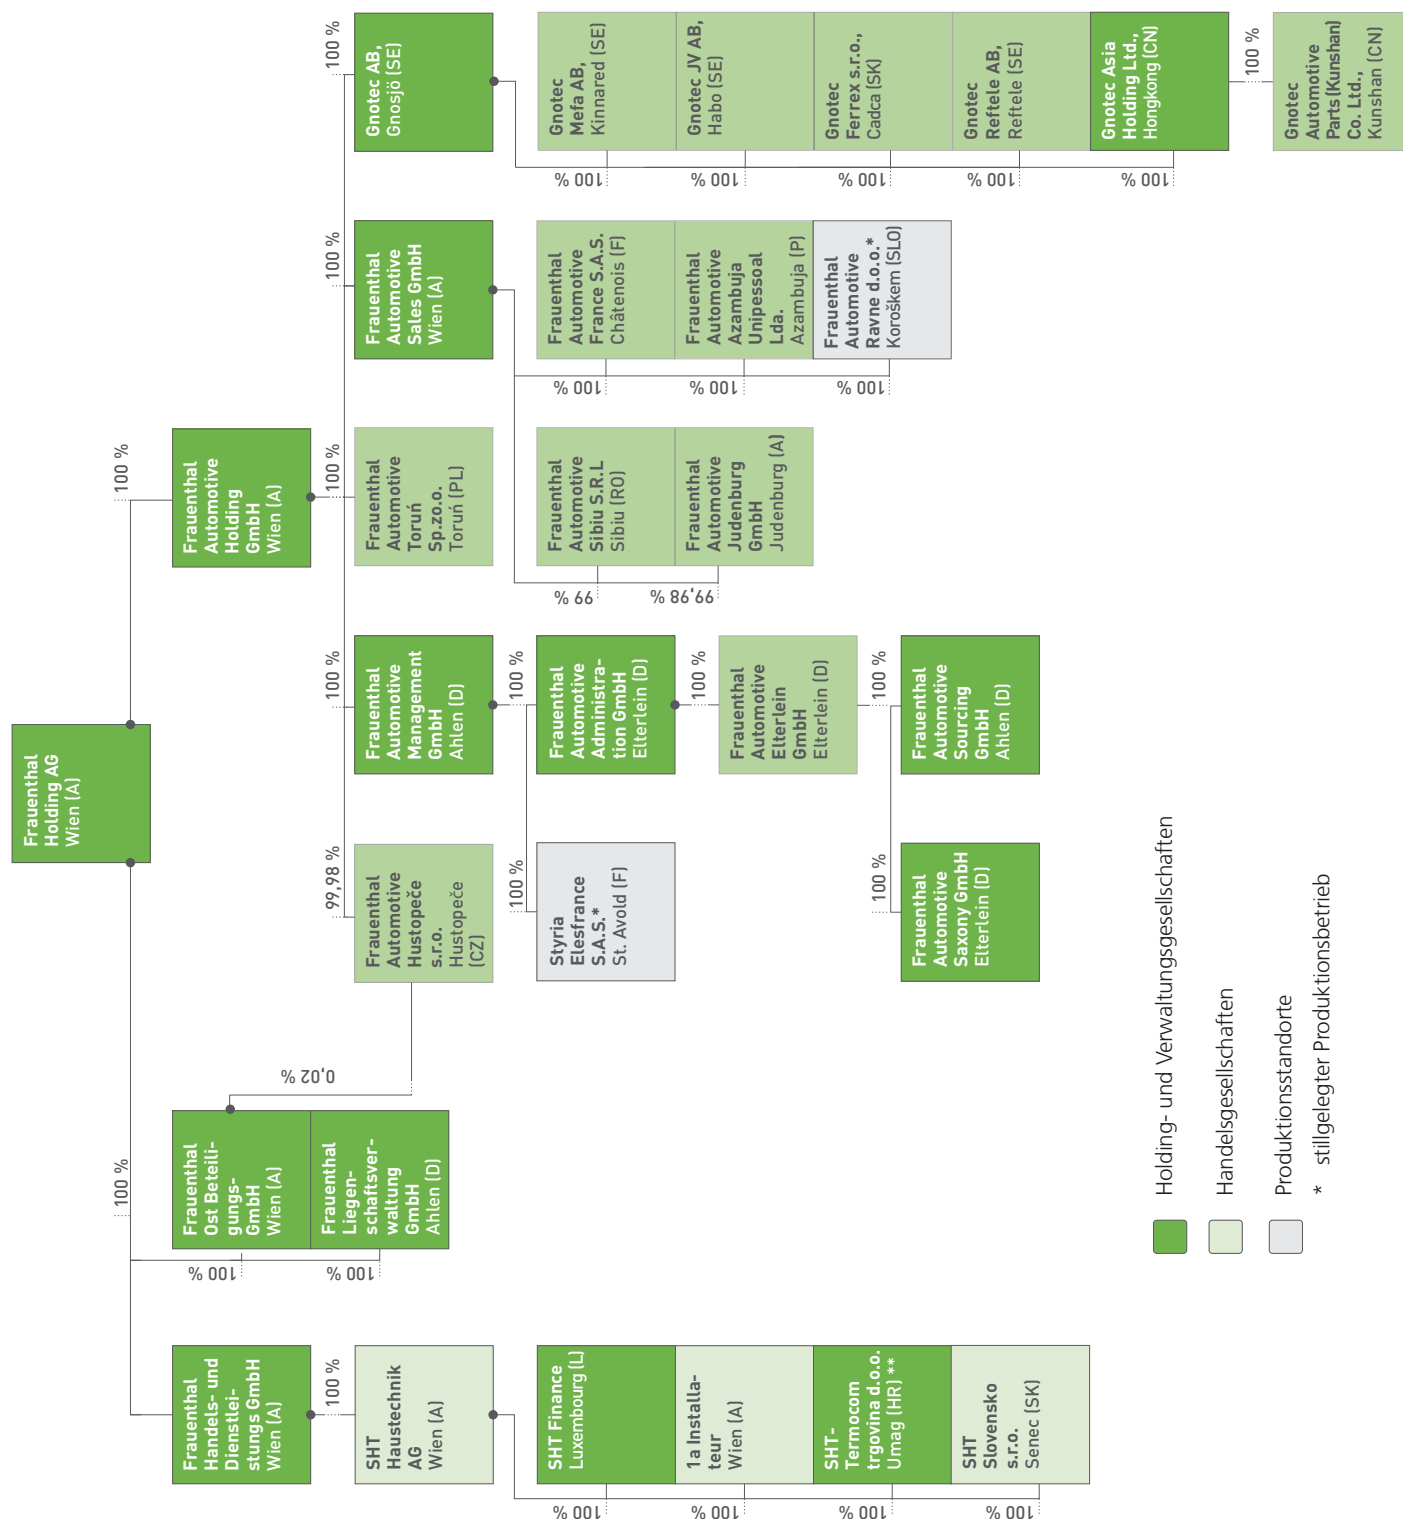 Frauenthal
Holding AG
Wien (A)
100 %
100 %
Frauenthal
Handels- und
Dienstlei-
stungs GmbH
Wien (A)
100 %
Frauenthal
Ost Beteili-
gungs-
GmbH
Wien (A)
100 %
Frauenthal
Liegen-
schaftsver-
waltung
GmbH
Ahlen (D)
100 %
0,02 %
Frauenthal
Automotive
Holding
GmbH
Wien (A)
100 %
SHT
Haustechnik
AG
Wien (A)
99,98 %
Frauenthal
Automotive
Hustopeče
s.r.o.
Hustopeče
(CZ)
100 %
Frauenthal
Automotive
Management
GmbH
Ahlen (D)
100 %
Frauenthal
Automotive
Toruń
Sp.zo.o.
Toruń (PL)
100 %
Frauenthal
Automotive
Sales GmbH
Wien (A)
100 %
Gnotec AB,
Gnosjö (SE)
100 %
SHT Finance
Luxembourg (L)
100 %
1a Installa-
teur
Wien (A)
100 %
SHT-
Termocom
trgovina d.o.o.
Umag (HR) **
100 %
SHT
Slovensko
s.r.o.
Senec (SK)
100 %
100 %
Styria
Elesfrance
S.A.S.*
St. Avold (F)
100 %
Frauenthal
Automotive
Administra-
tion GmbH
Elterlein (D)
100 %
Frauenthal
Automotive
Elterlein
GmbH
Elterlein (D)
100 %
Frauenthal
Automotive
Saxony GmbH
Elterlein (D)
100 %
Frauenthal
Automotive
Sourcing
GmbH
Ahlen (D)
99 %
Frauenthal
Automotive
Sibiu S.R.L
Sibiu (RO)
99,98 %
Frauenthal
Automotive
Judenburg
GmbH
Judenburg (A)
100 %
Frauenthal
Automotive
France S.A.S.
Châtenois (F)
100 %
Frauenthal
Automotive
Azambuja
Unipessoal
Lda.
Azambuja (P)
100 %
Frauenthal
Automotive
Ravne d.o.o.*
Koroškem (SLO)
100 %
Gnotec
Mefa AB,
Kinnared (SE)
100 %
Gnotec JV AB,
Habo (SE)
100 %
Gnotec
Ferrex s.r.o.,
Cadca (SK)
100 %
Gnotec
Reftele AB,
Reftele (SE)
100 %
Gnotec Asia
Holding Ltd.,
Hongkong (CN)
100 %
100 %
Gnotec
Automotive
Parts (Kunshan)
Co. Ltd.,
Kunshan (CN)
Holding- und Verwaltungsgesellschaften
Handelsgesellschaften
Produktionsstandorte
* stillgelegter Produktionsbetrieb